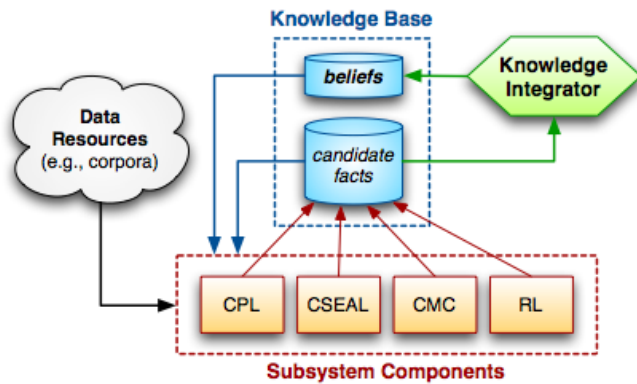 Knowledge Base
beliefs
Knowledge
Integrator
Data
Resources
(e.g., corpora)
candidate
facts
CPL
CSEAL
CMC
RL
Subsystem Components